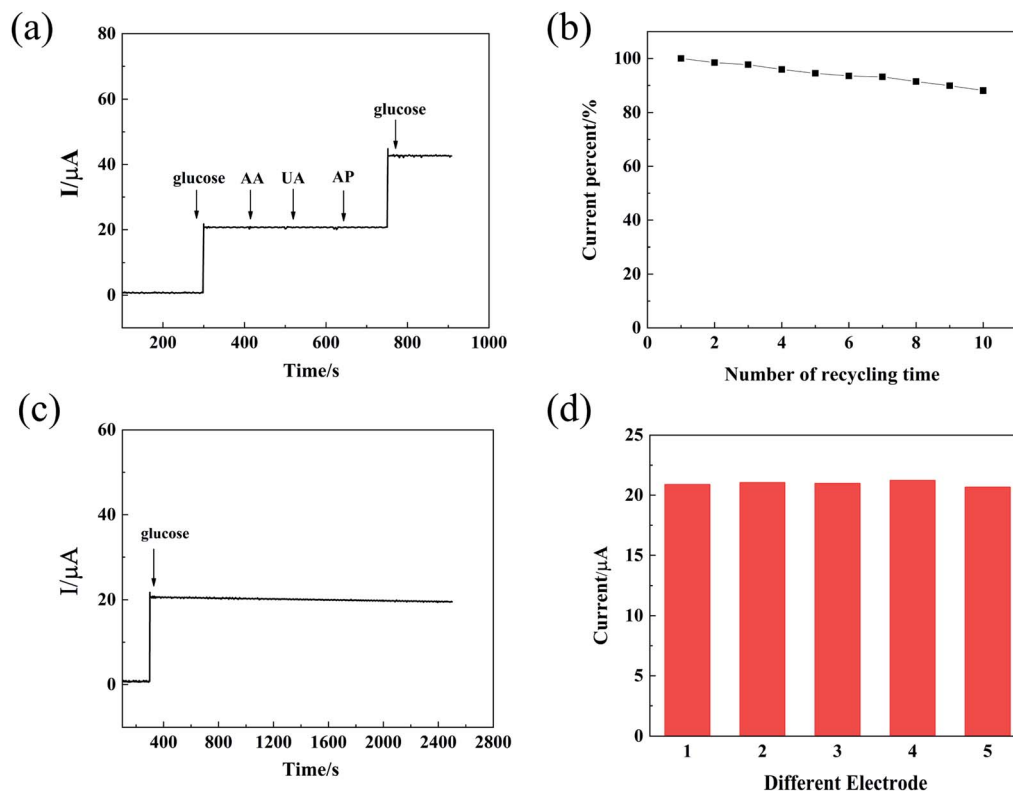 (a)
80
60
40
20
0
I/μA
glucose
AA
UA
AP
glucose
200
400
600
800
1000
Time/s
(b)
100
80
60
40
20
0
Current percent/%
0
2
4
6
8
10
Number of recycling time
(c)
60
40
20
0
I/μA
glucose
400
800
1200
1600
2000
2400
2800
Time/s
(d)
25
20
15
10
5
0
Current/μA
1
2
3
4
5
Different Electrode